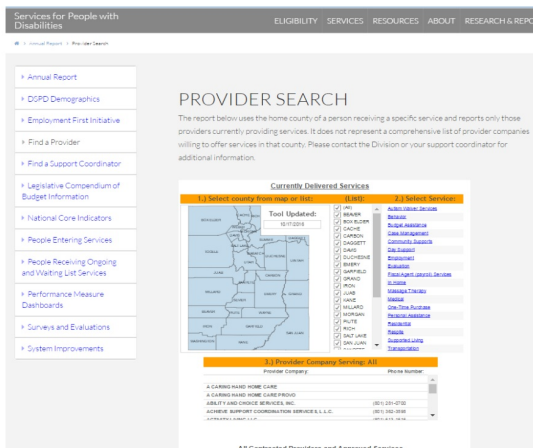 Services for People with
Disabilities
ELIGIBILITY SERVICES RESOURCES ABOUT RESEARCH & REPO
Annual Report > Provider Search
Annual Report
DSPD Demographics
Employment First Initiative
Find a Provider
Find a Support Coordinator
Legislative Compendium of
Budget Information
National Core Indicators
People Entering Services
People Receiving Ongoing
and Waiting List Services
Performance Measure
Dashboards
Surveys and Evaluations
System Improvements
PROVIDER SEARCH
The report below uses the home county of a person receiving a specific service and reports only those
providers currently providing services. It does not represent a comprehensive list of provider companies
willing to offer services in that county. Please contact the Division or your support coordinator for
additional information.
Currently Delivered Services
1.) Select county from map or list: (List): 2.) Select Service:
Tool Updated:
10/17/2016
(All)
BEAVER
BOX ELDER
CACHE
CARBON
DAGGETT
DAVIS
DUCHESNE
EMERY
GARFIELD
GRAND
IRON
JUAB
KANE
MILLARD
MORGAN
PIUTE
RICH
SALT LAKE
SAN JUAN
Autism Waiver Services
Behavior
Budget Assistance
Case Management
Community Supports
Day Support
Employment
Evaluation
Fiscal Agent (payroll) Services
In Home
Massage Therapy
Medical
One-Time Purchase
Personal Assistance
Residential
Respite
Supported Living
Transportation
3.) Provider Company Serving: All
Provider Company: Phone Number:
A CARING HAND HOME CARE
A CARING HAND HOME CARE PROVO
ABILITY AND CHOICE SERVICES, INC.
ACHIEVE SUPPORT COORDINATION SERVICES, L.L.C.
All Contracted Providers and Approved Services